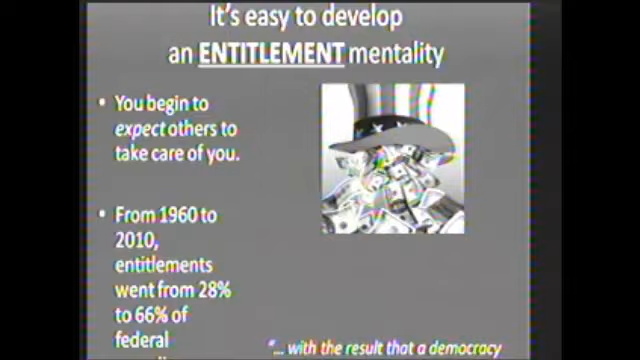 It's easy to develop
an ENTITLEMENT mentality
• You begin to
expect others to
take care of you.
• From 1960 to
2010,
entitlements
went from 28%
to 66% of
federal
"... with the result that a democracy